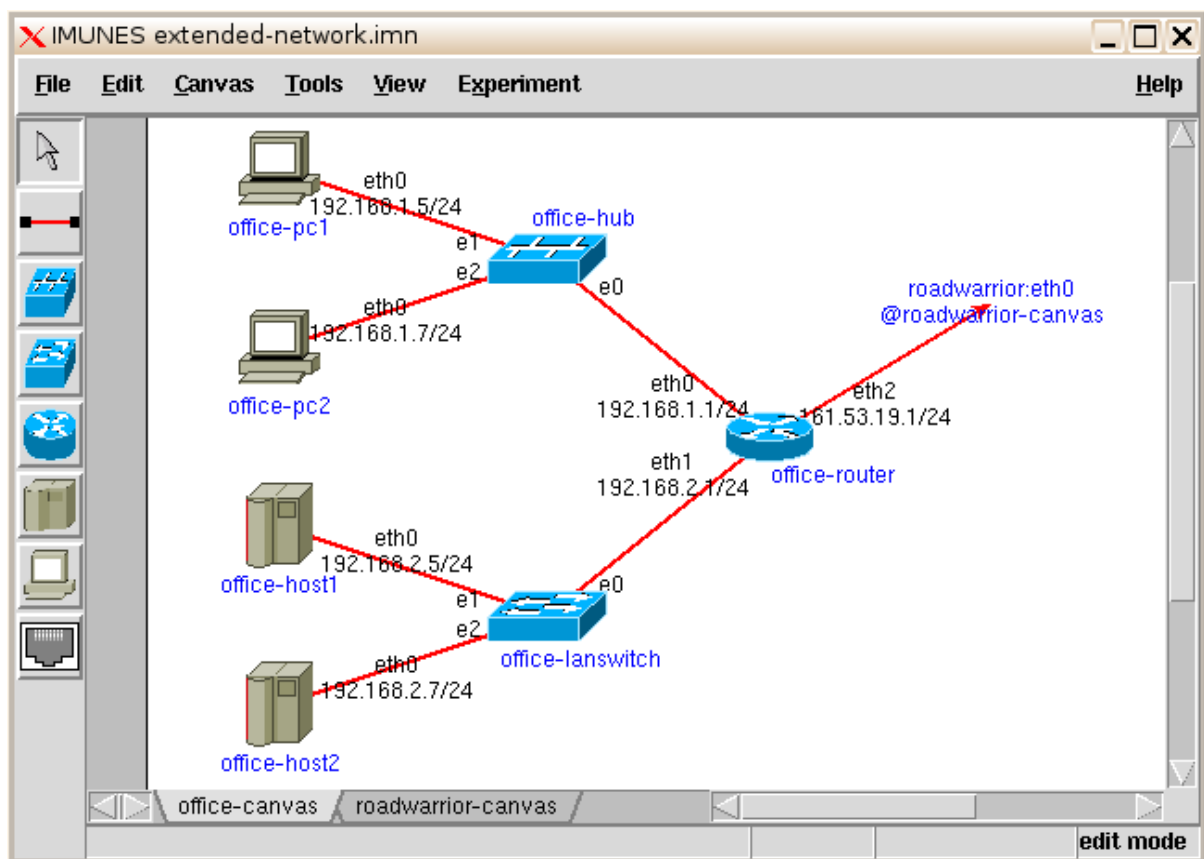 IMUNES extended-network.imn
File Edit Canvas Tools View Experiment Help
eth0
192.168.1.5/24
office-pc1
office-hub
e1
e2
e0
eth0
192.168.1.7/24
office-pc2
roadwarrior:eth0
@roadwarrior-canvas
eth0
192.168.1.1/24
eth2
161.53.19.1/24
office-router
eth1
192.168.2.1/24
eth0
192.168.2.5/24
office-host1
e1
e2
e0
office-lanswitch
eth0
192.168.2.7/24
office-host2
office-canvas roadwarrior-canvas
edit mode